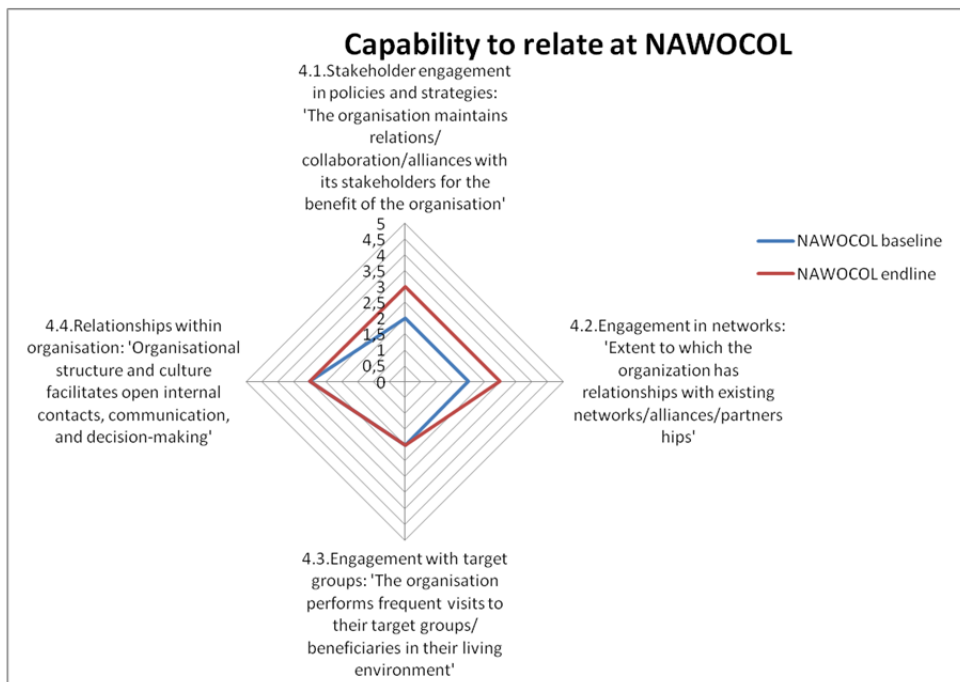 Capability to relate at NAWOCOL
4.1.Stakeholder engagement
in policies and strategies:
'The organisation maintains
relations/
collaboration/alliances with
its stakeholders for the
benefit of the organisation'
5
4,5
4
3,5
3
2,5
2
1,5
1
0,5
0
NAWOCOL baseline
NAWOCOL endline
4.4.Relationships within
organisation: 'Organisational
structure and culture
facilitates open internal
contacts, communication,
and decision-making'
4.2.Engagement in networks:
'Extent to which the
organization has
relationships with existing
networks/alliances/partners
hips'
4.3.Engagement with target
groups: 'The organisation
performs frequent visits to
their target groups/
beneficiaries in their living
environment'